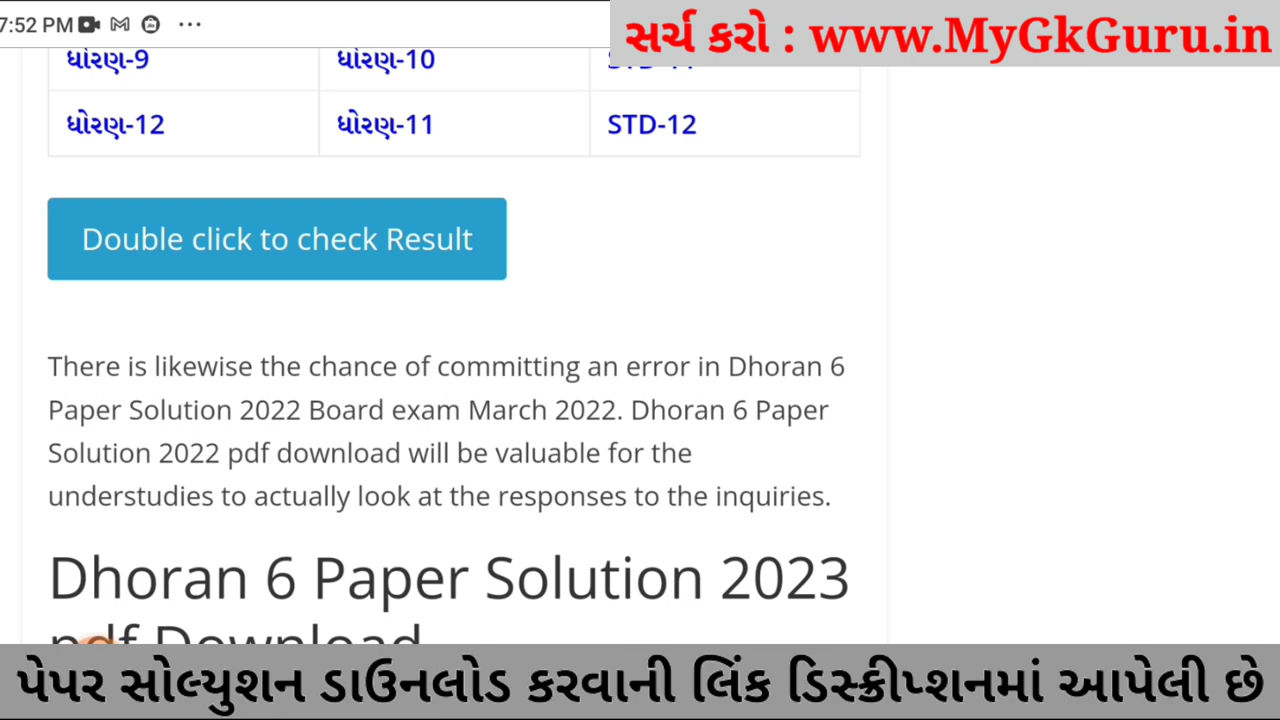 7:52 PM
સર્ચ કરો : www.MyGkGuru.in
ધોરણ-9 ધોરણ-10
ધોરણ-12 ધોરણ-11 STD-12
Double click to check Result
There is likewise the chance of committing an error in Dhoran 6
Paper Solution 2022 Board exam March 2022. Dhoran 6 Paper
Solution 2022 pdf download will be valuable for the
understudies to actually look at the responses to the inquiries.
Dhoran 6 Paper Solution 2023
pdf Download
પેપર સોલ્યુશન ડાઉનલોડ કરવાની લિંક ડિસ્ક્રીપ્શનમાં આપેલી છે